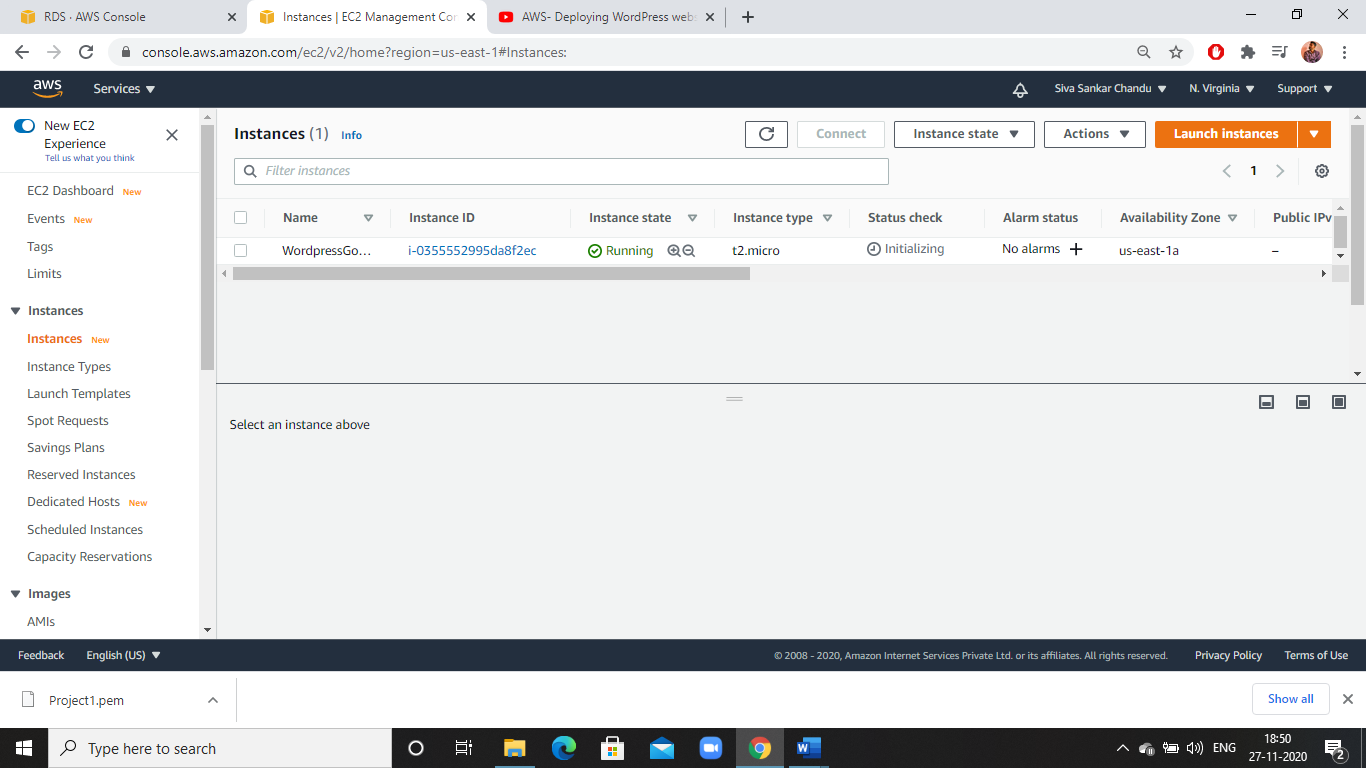 RDS · AWS Console
Instances | EC2 Management Con
AWS- Deploying WordPress webs
console.aws.amazon.com/ec2/v2/home?region=us-east-1#Instances:
aws Services Siva Sankar Chandu N. Virginia Support
New EC2
Experience
Tell us what you think
EC2 Dashboard New
Events New
Tags
Limits
Instances
Instances New
Instance Types
Launch Templates
Spot Requests
Savings Plans
Reserved Instances
Dedicated Hosts New
Scheduled Instances
Capacity Reservations
Images
AMIs
Instances (1) Info
Connect Instance state Actions Launch instances
Filter instances
1
Name Instance ID Instance state Instance type Status check Alarm status Availability Zone Public IPv
WordpressGo... i-0355552995da8f2ec Running t2.micro Initializing No alarms + us-east-1a –
Select an instance above
Feedback English (US) © 2008 - 2020, Amazon Internet Services Private Ltd. or its affiliates. All rights reserved. Privacy Policy Terms of Use
Project1.pem Show all
Type here to search
ENG
18:50
27-11-2020
2